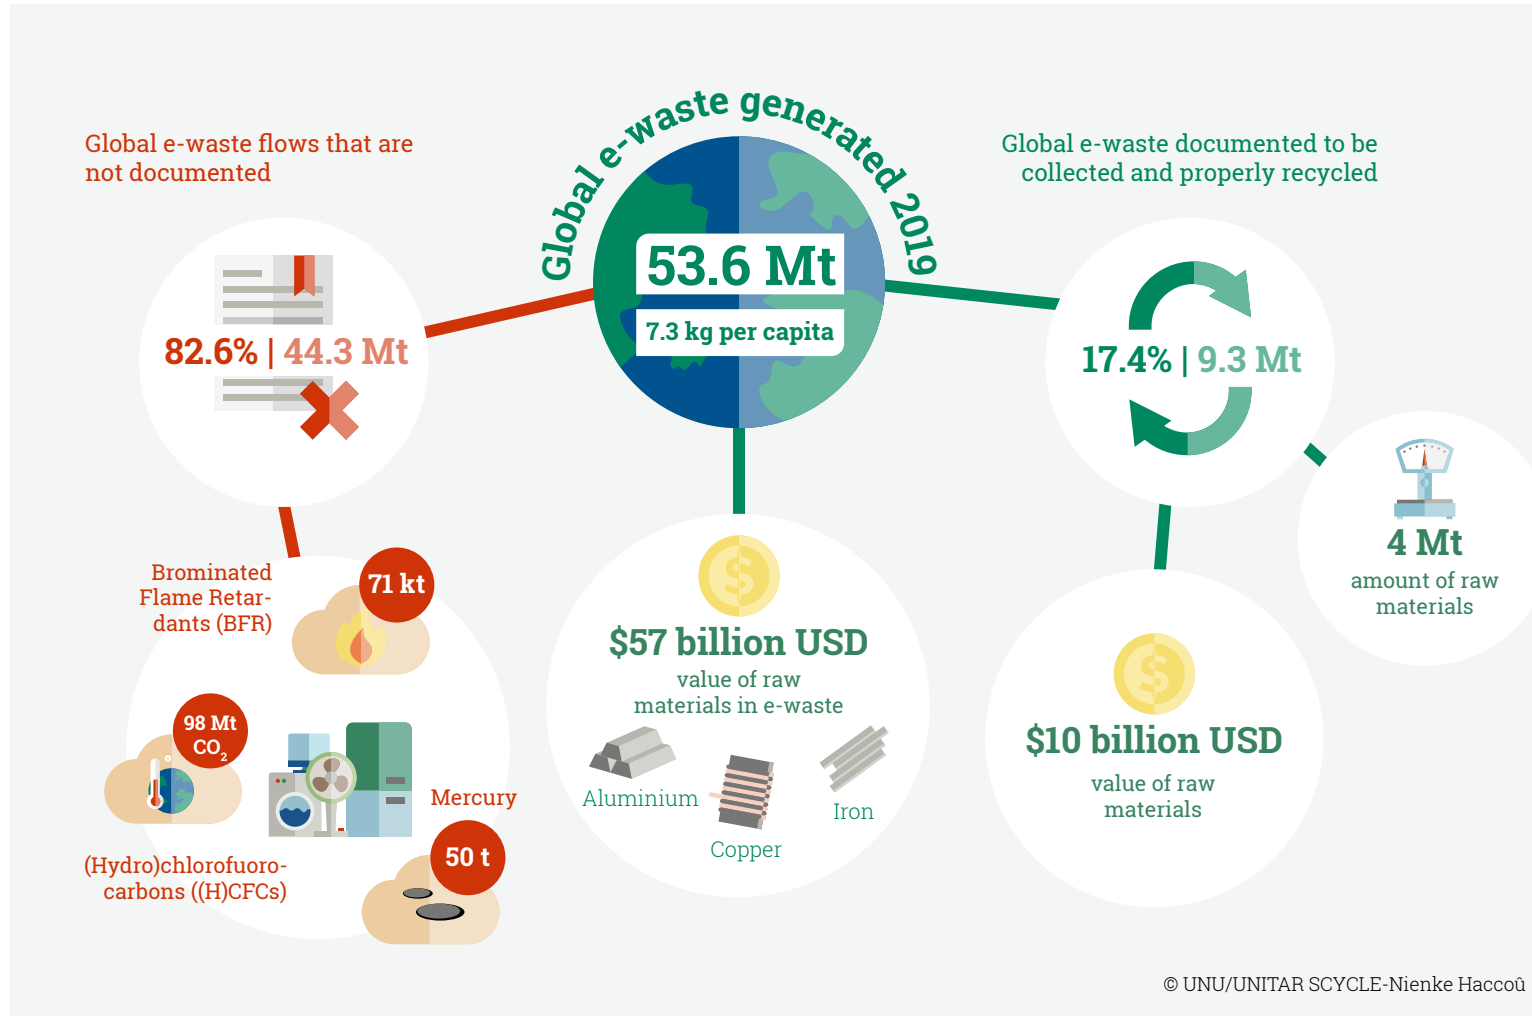 Global e-waste generated 2019
53.6 Mt
7.3 kg per capita
Global e-waste flows that are
not documented
82.6% | 44.3 Mt
Brominated
Flame Retar-
dants (BFR)
71 kt
98 Mt
CO2
(Hydro)chlorofuoro-
carbons ((H)CFCs)
Mercury
50 t
$
$57 billion USD
value of raw
materials in e-waste
Aluminium
Copper
Iron
Global e-waste documented to be
collected and properly recycled
17.4% | 9.3 Mt
4 Mt
amount of raw
materials
$
$10 billion USD
value of raw
materials
© UNU/UNITAR SCYCLE-Nienke Haccoû